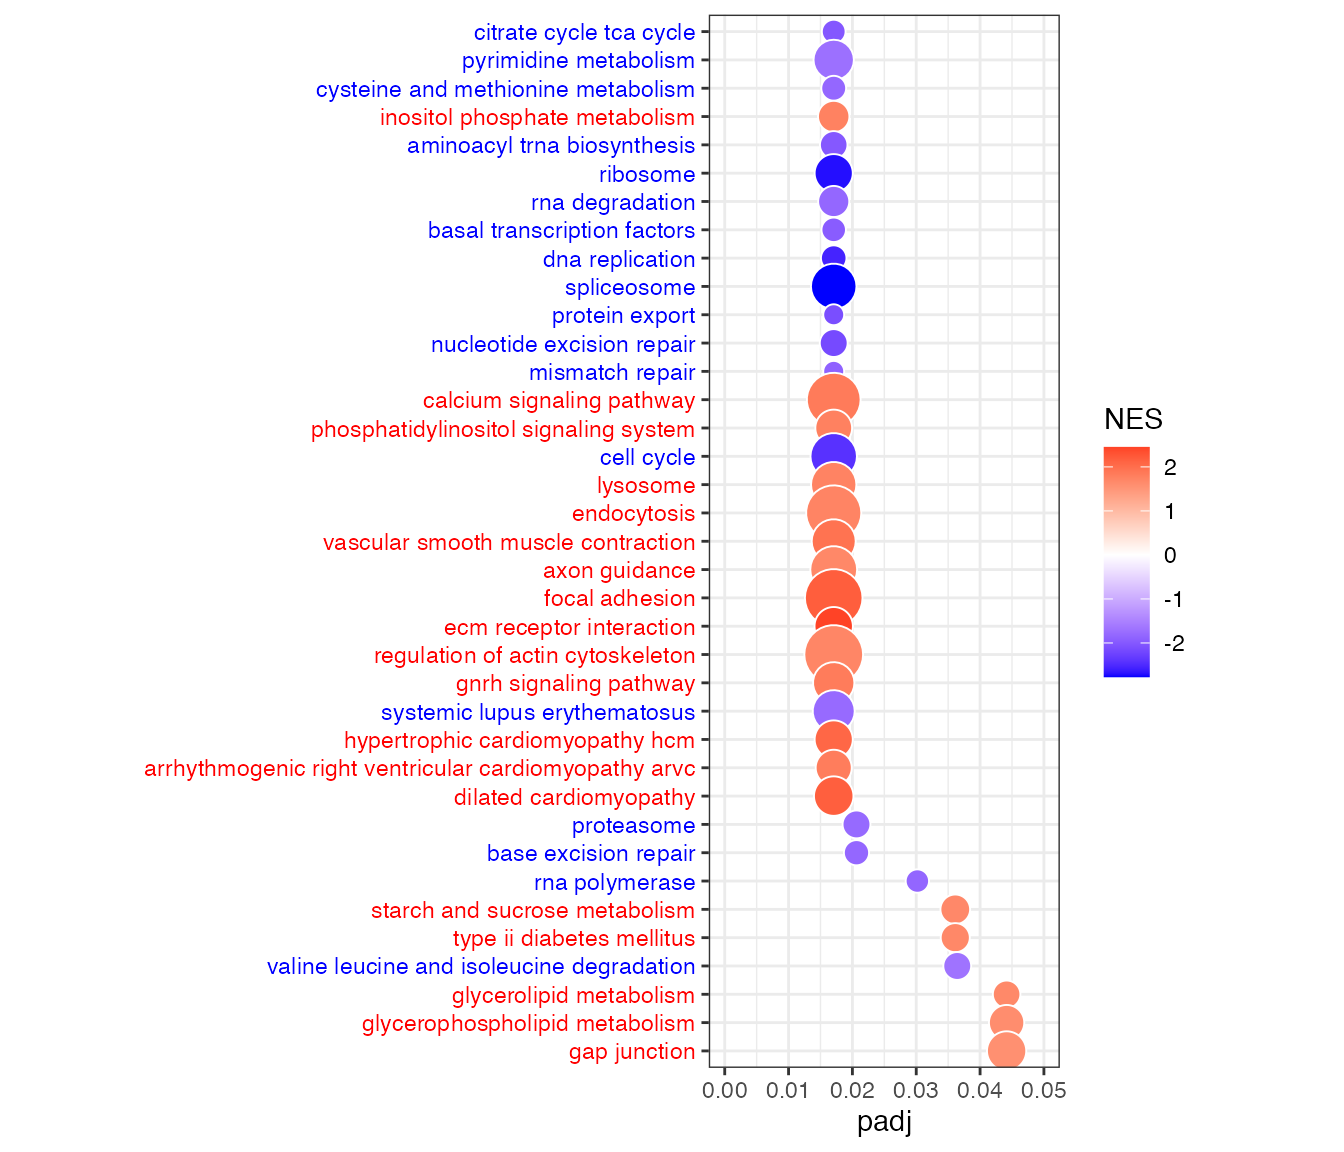 citrate cycle tca cycle
pyrimidine metabolism
cysteine and methionine metabolism
inositol phosphate metabolism
aminoacyl trna biosynthesis
ribosome
rna degradation
basal transcription factors
dna replication
spliceosome
protein export
nucleotide excision repair
mismatch repair
calcium signaling pathway
phosphatidylinositol signaling system
cell cycle
lysosome
endocytosis
vascular smooth muscle contraction
axon guidance
focal adhesion
ecm receptor interaction
regulation of actin cytoskeleton
gnrh signaling pathway
systemic lupus erythematosus
hypertrophic cardiomyopathy hcm
arrhythmogenic right ventricular cardiomyopathy arvc
dilated cardiomyopathy
proteasome
base excision repair
rna polymerase
starch and sucrose metabolism
type ii diabetes mellitus
valine leucine and isoleucine degradation
glycerolipid metabolism
glycerophospholipid metabolism
gap junction
0.00 0.01 0.02 0.03 0.04 0.05
padj
NES
2
1
0
-1
-2